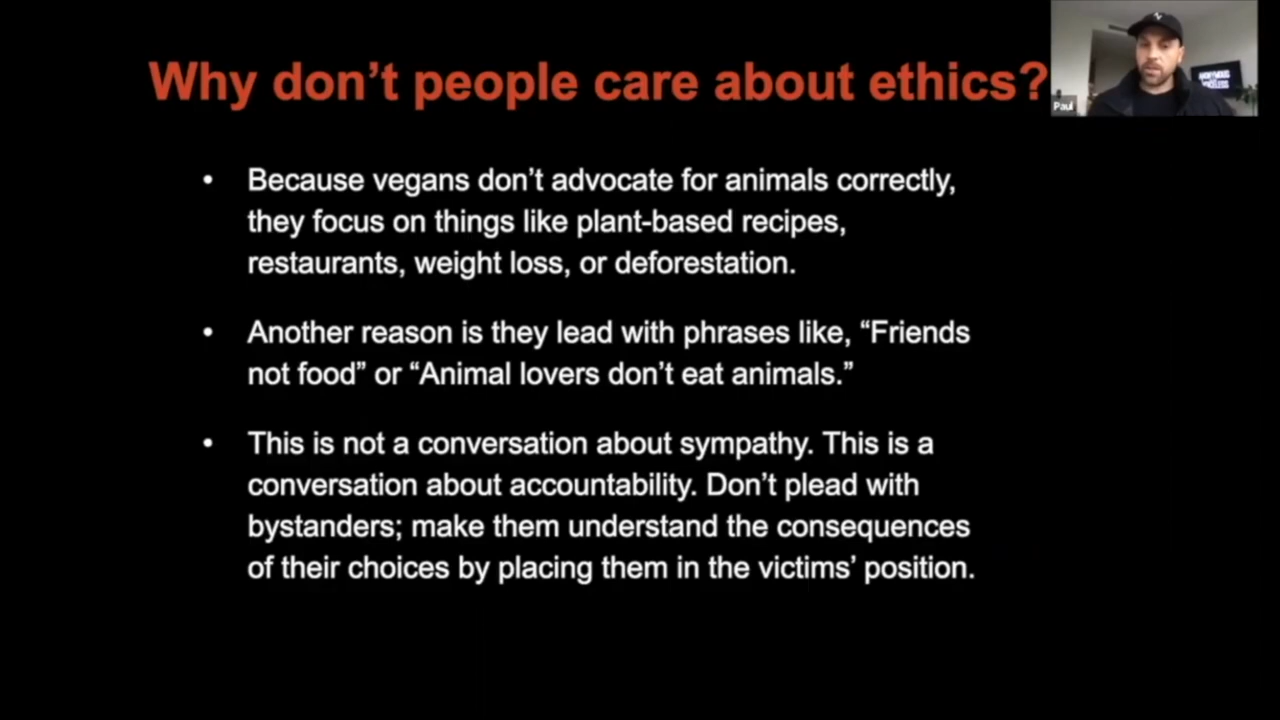 Why don’t people care about ethics?
Paul
ANONYMOUS
VOICELESS
• Because vegans don’t advocate for animals correctly,
they focus on things like plant-based recipes,
restaurants, weight loss, or deforestation.
• Another reason is they lead with phrases like, “Friends
not food” or “Animal lovers don’t eat animals.”
• This is not a conversation about sympathy. This is a
conversation about accountability. Don’t plead with
bystanders; make them understand the consequences
of their choices by placing them in the victims’ position.